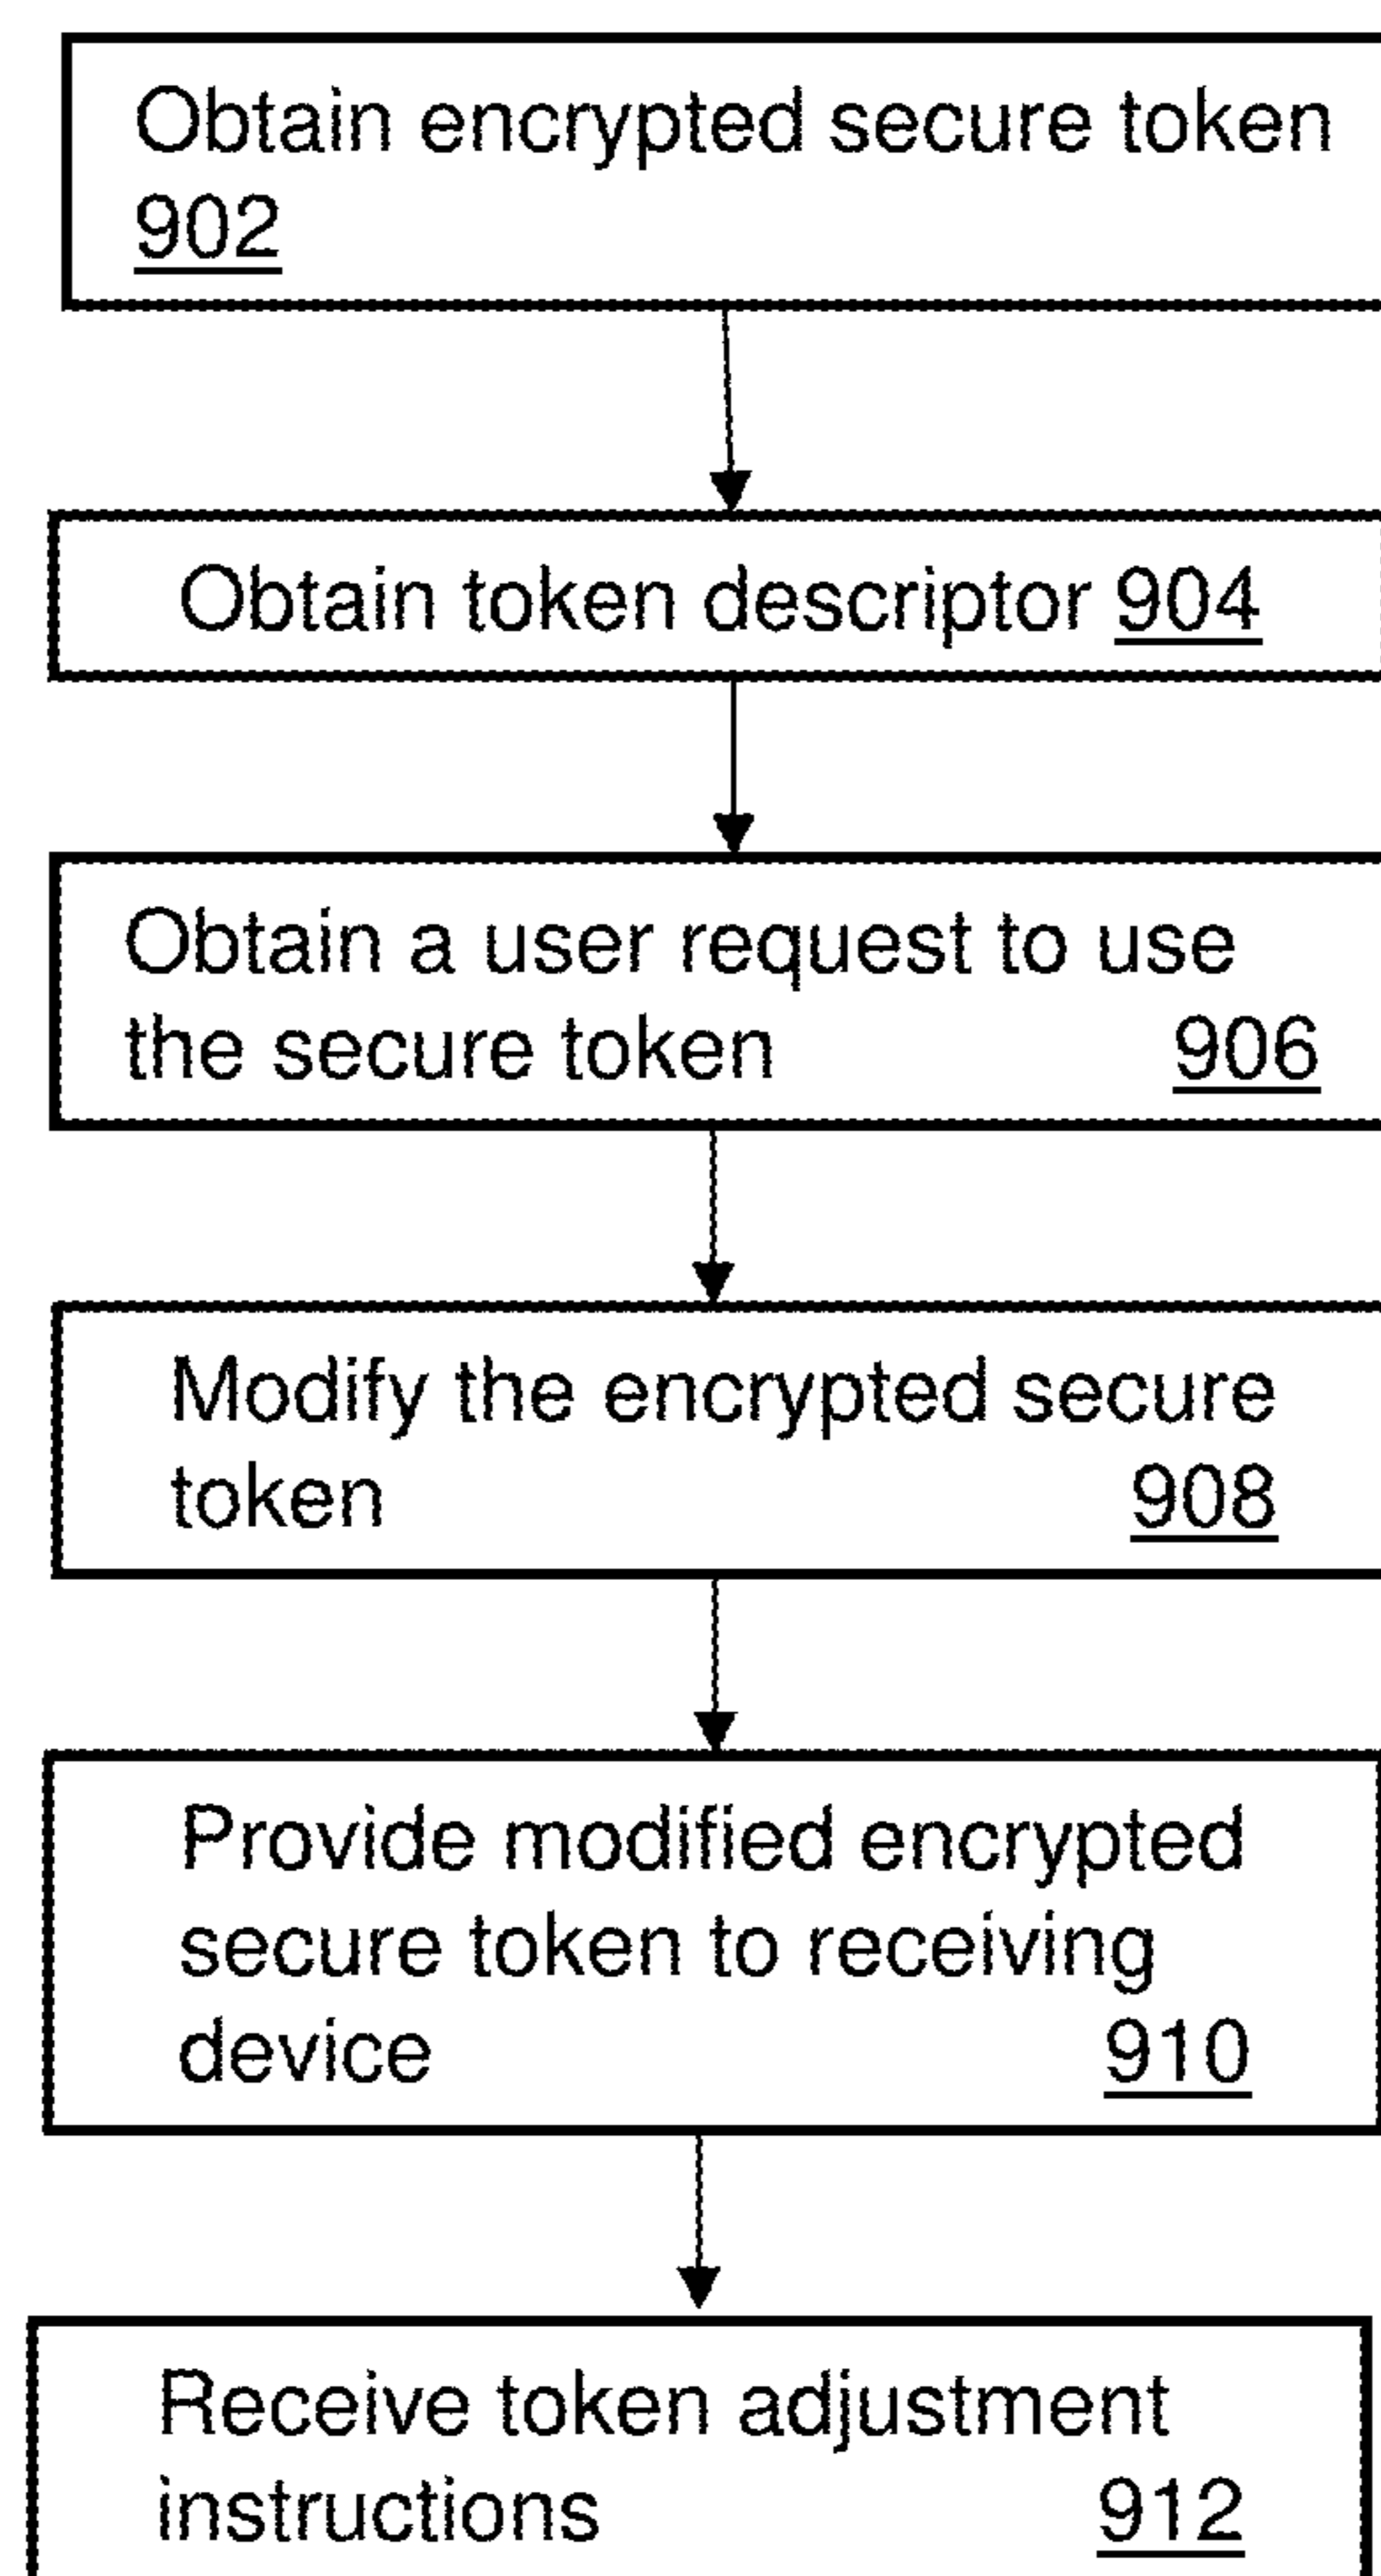 Obtain encrypted secure token
902
Obtain token descriptor 904
Obtain a user request to use
the secure token 906
Modify the encrypted secure
token 908
Provide modified encrypted
secure token to receiving
device 910
Receive token adjustment
instructions 912